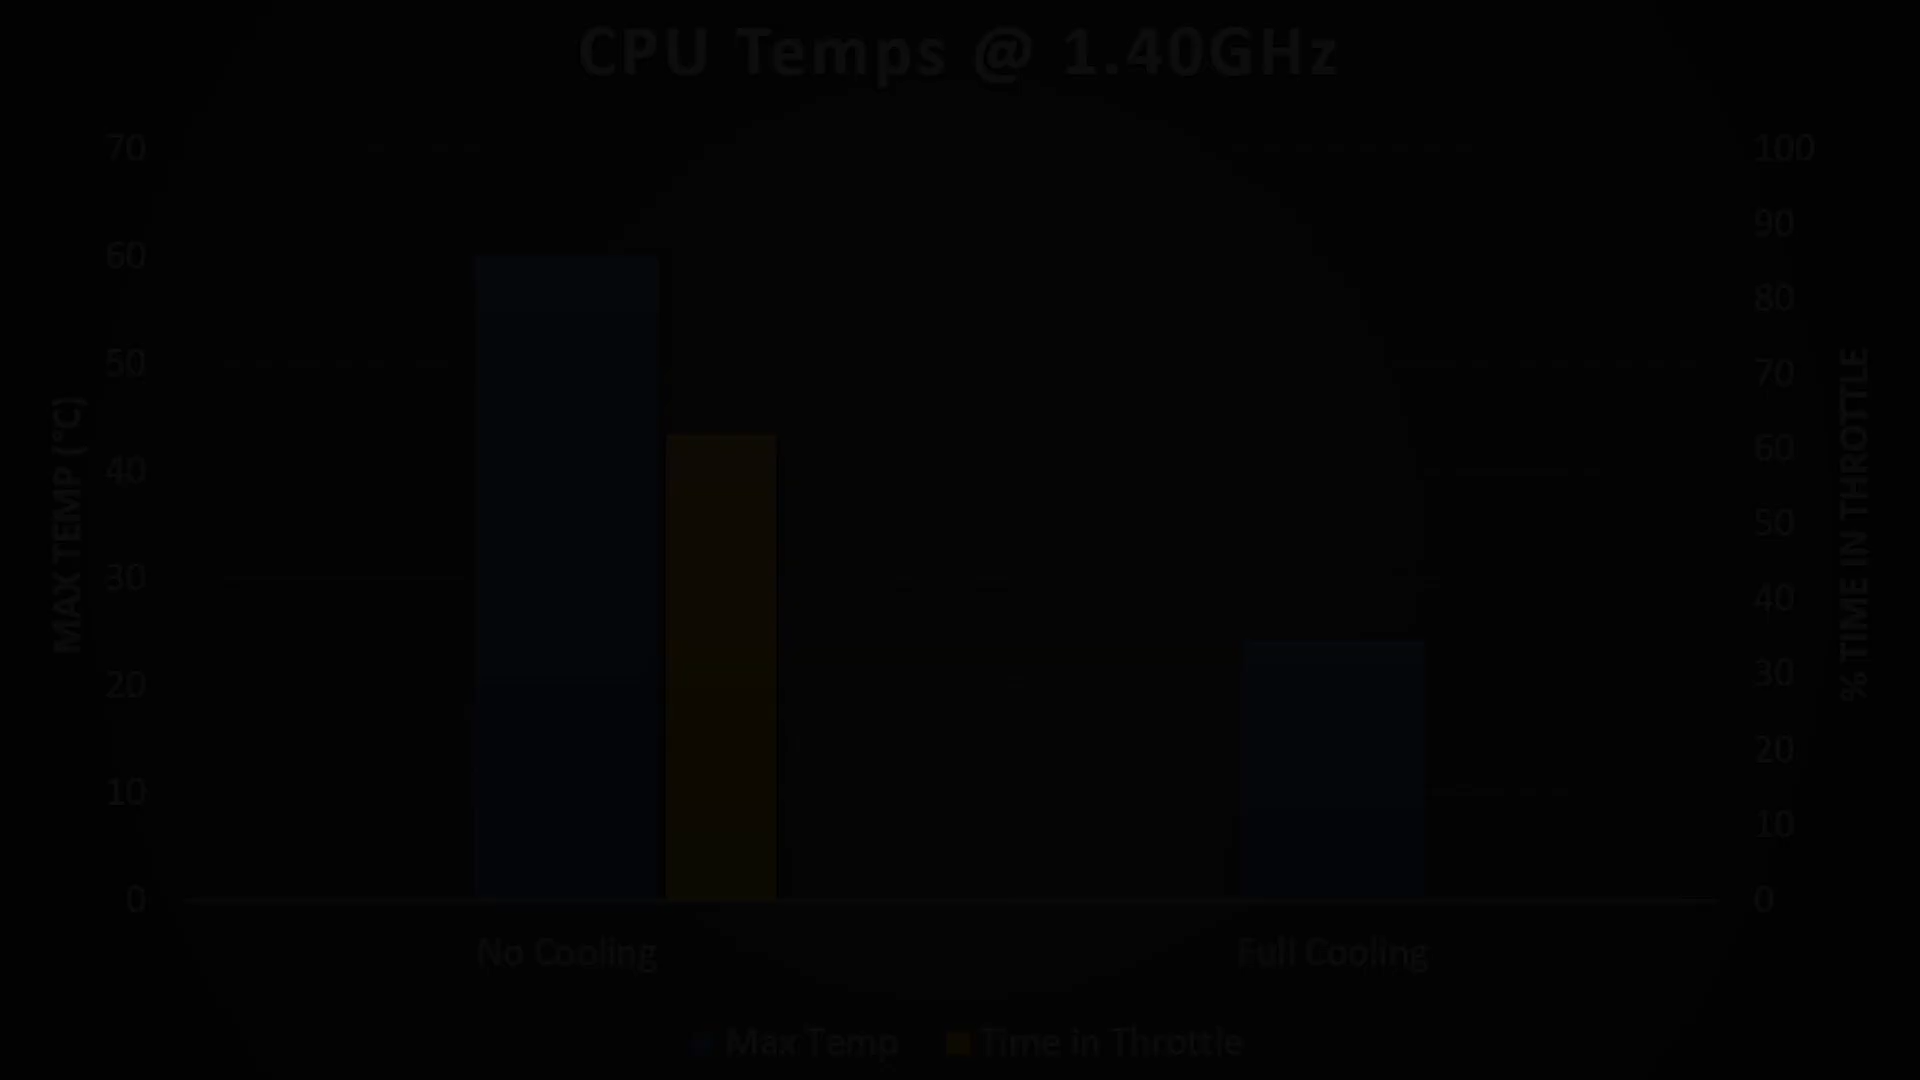 CPU Temps @ 1.40GHz
70
60
50
40
30
20
10
0
MAX TEMP (°C)
100
90
80
70
60
50
40
30
20
10
0
% TIME IN THROTTLE
No Cooling
Full Cooling
Max Temp
Time in Throttle